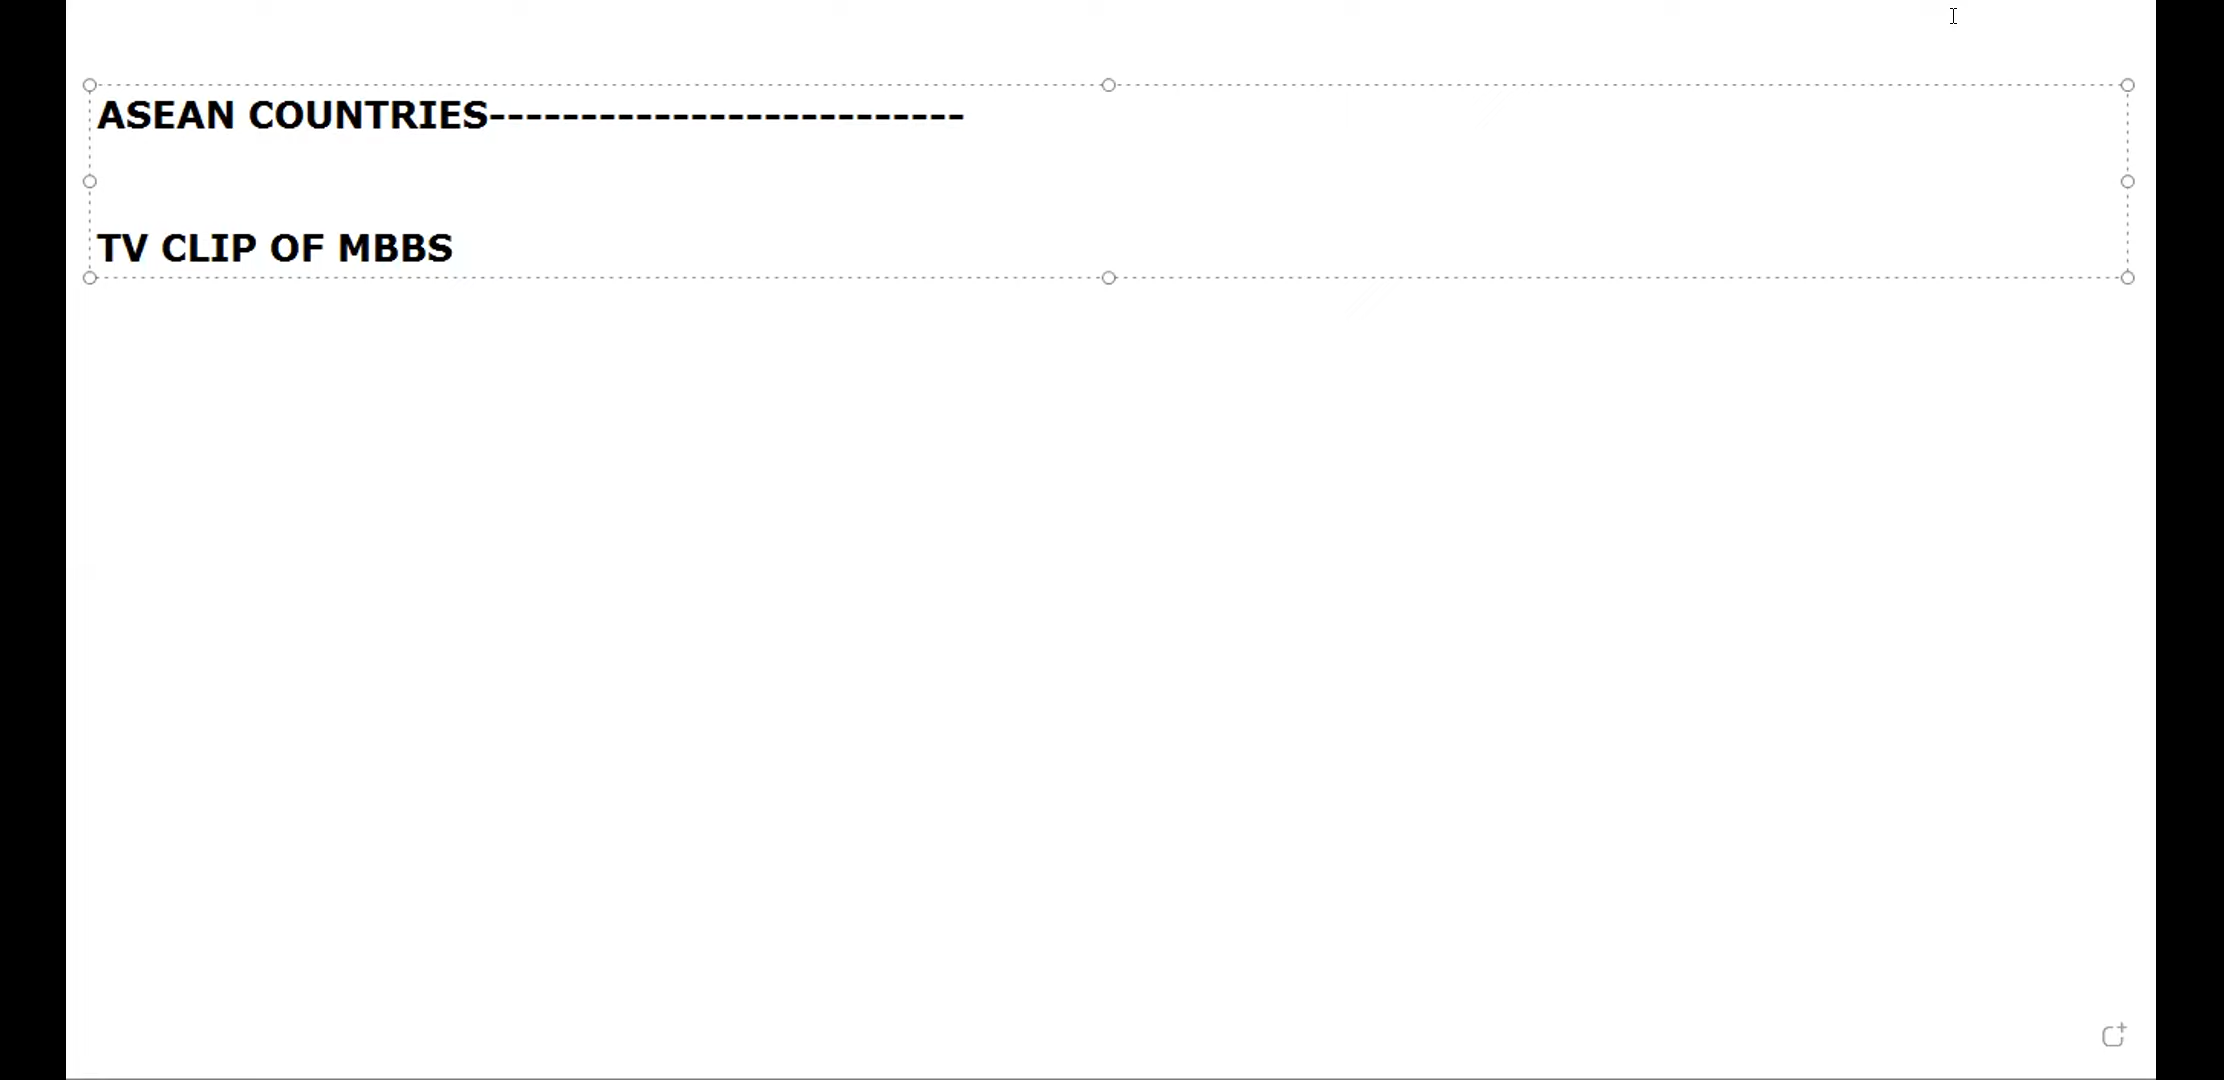 ASEAN COUNTRIES--------------------------
TV CLIP OF MBBS